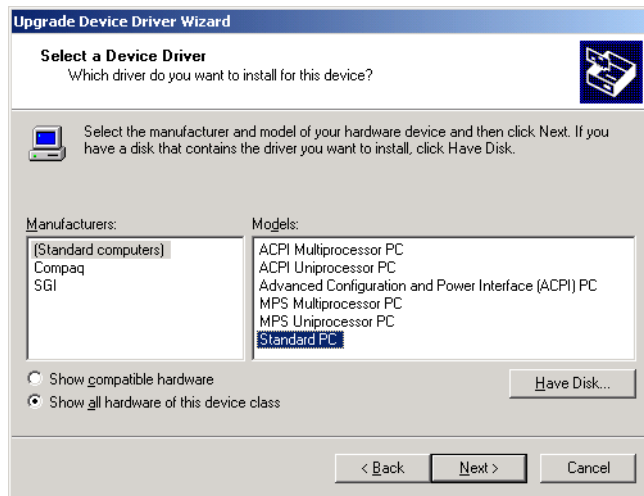 Upgrade Device Driver Wizard
Select a Device Driver
Which driver do you want to install for this device?
Select the manufacturer and model of your hardware device and then click Next. If you
have a disk that contains the driver you want to install, click Have Disk.
Manufacturers:
(Standard computers)
Compaq
SGI
Models:
ACPI Multiprocessor PC
ACPI Uniprocessor PC
Advanced Configuration and Power Interface (ACPI) PC
MPS Multiprocessor PC
MPS Uniprocessor PC
Standard PC
Show compatible hardware
Show all hardware of this device class
Have Disk...
< Back
Next >
Cancel